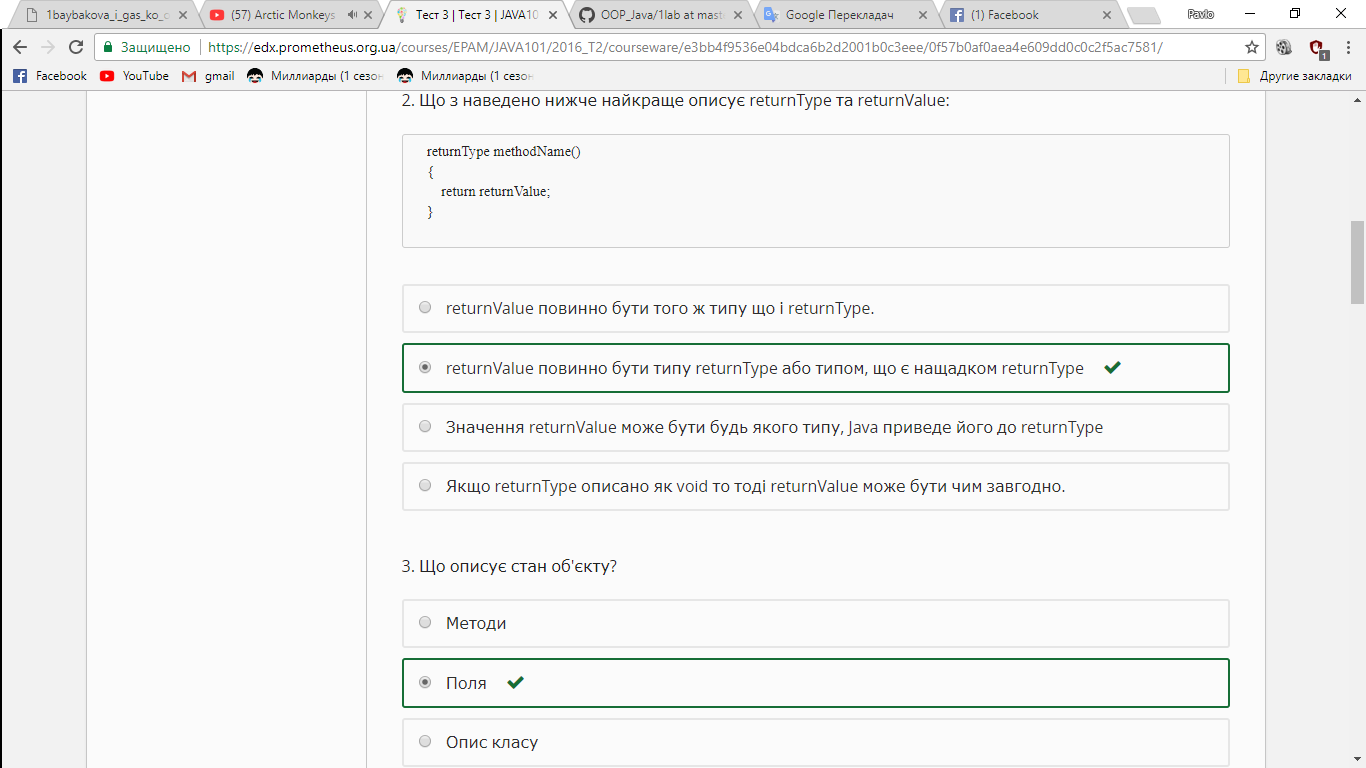 1baybakova_i_gas_ko_o
(57) Arctic Monkeys
Тест 3 | Тест 3 | JAVA10
OOP_Java/1lab at mast
Google Перекладач
(1) Facebook
Pavlo
Защищено
https://edx.prometheus.org.ua/courses/EPAM/JAVA101/2016_T2/courseware/e3bb4f9536e04bdca6b2d2001b0c3eee/0f57b0af0aea4e609dd0c0c2f5ac7581/
1
Facebook
YouTube
gmail
Миллиарды (1 сезон
Миллиарды (1 сезон
Другие закладки
2. Що з наведено нижче найкраще описує returnType та returnValue:
returnType methodName()
{
return returnValue;
}
returnValue повинно бути того ж типу що і returnType.
returnValue повинно бути типу returnType або типом, що є нащадком returnType
Значення returnValue може бути будь якого типу, Java приведе його до returnType
Якщо returnType описано як void то тоді returnValue може бути чим завгодно.
3. Що описує стан об'єкту?
Методи
Поля
Опис класу